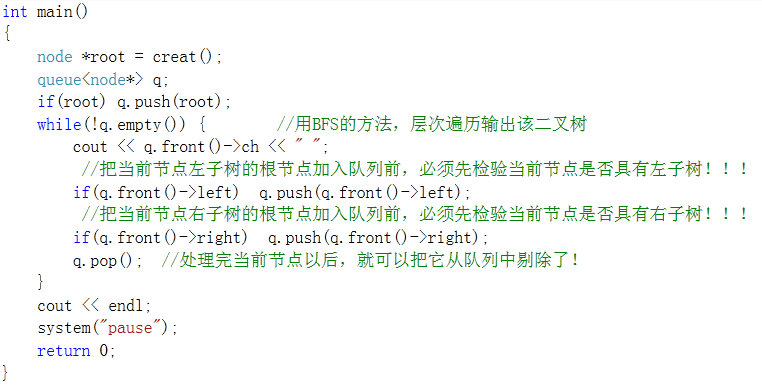 int main()
{
    node *root = creat();
    queue<node*> q;
    if(root) q.push(root);
    while(!q.empty()) {       //用BFS的方法，层次遍历输出该二叉树
        cout << q.front()->ch << " ";
        //把当前节点左子树的根节点加入队列前，必须先检验当前节点是否具有左子树！！！
        if(q.front()->left)  q.push(q.front()->left);
        //把当前节点右子树的根节点加入队列前，必须先检验当前节点是否具有右子树！！！
        if(q.front()->right)  q.push(q.front()->right);
        q.pop();  //处理完当前节点以后，就可以把它从队列中剔除了！
    }
    cout << endl;
    system("pause");
    return 0;
}